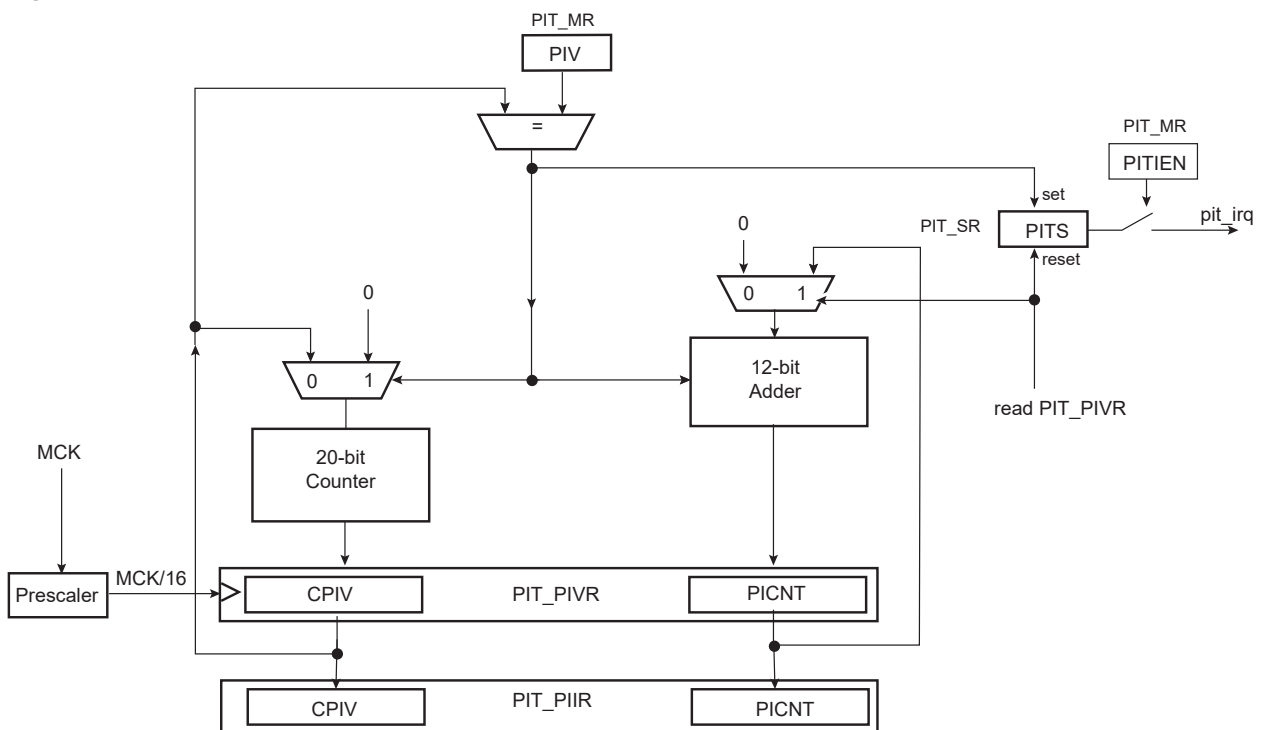 PIT_MR
PIV
=
PIT_MR
PITIEN
set
PIT_SR
PITS
pit_irq
reset
0
0 1
0
0 1
12-bit
Adder
read PIT_PIVR
MCK
20-bit
Counter
MCK/16
Prescaler
CPIV
PIT_PIVR
PICNT
CPIV
PIT_PIIR
PICNT